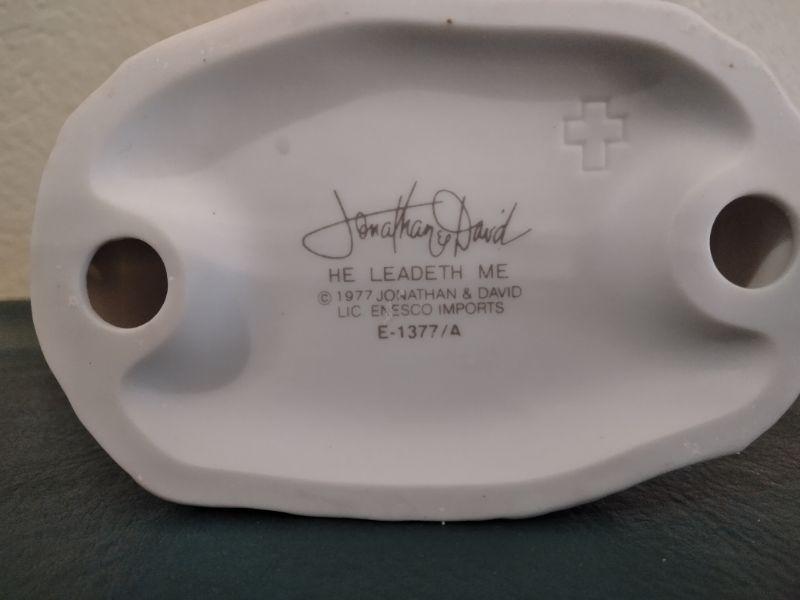 Jonathan & David
HE LEADETH ME
© 1977 JONATHAN & DAVID
LIC. ENESCO IMPORTS
E-1377/A